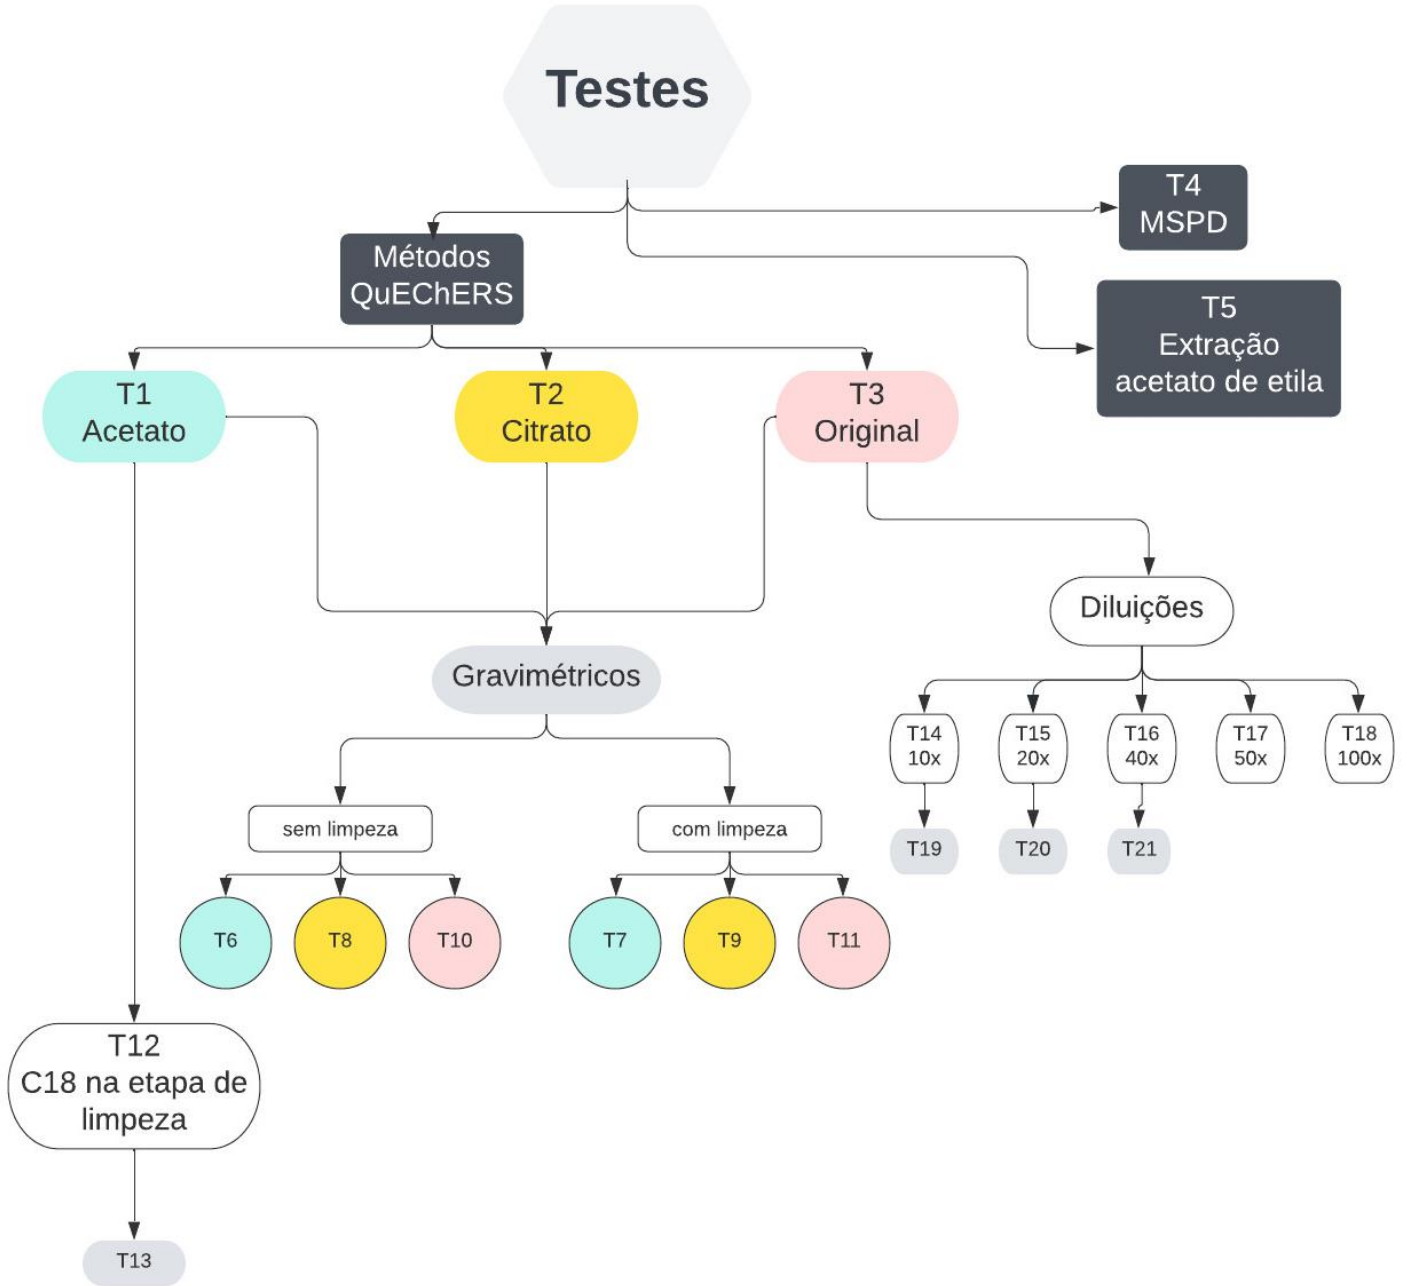 Testes
T4
MSPD
Métodos
QuEChERS
T5
Extração
acetato de etila
T1
Acetato
T2
Citrato
T3
Original
Diluições
Gravimétricos
T14
10x
T15
20x
T16
40x
T17
50x
T18
100x
sem limpeza
com limpeza
T19
T20
T21
T6
T8
T10
T7
T9
T11
T12
C18 na etapa de
limpeza
T13